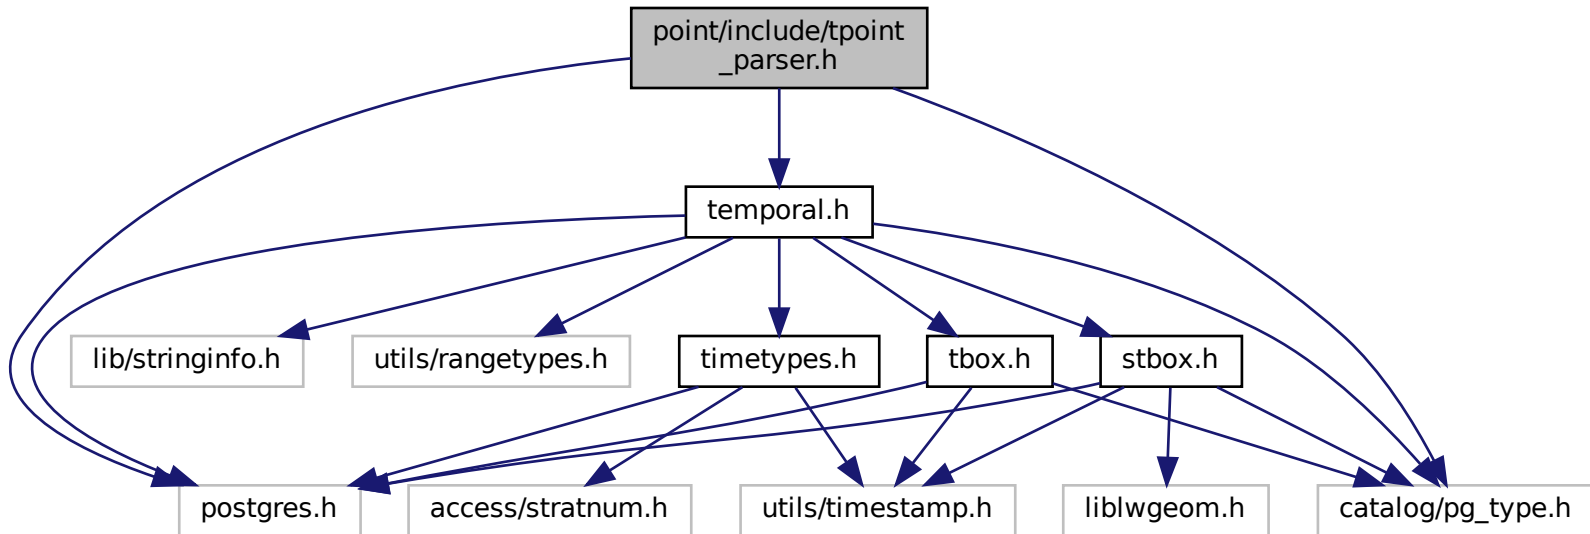 point/include/tpoint
_parser.h
temporal.h
lib/stringinfo.h
utils/rangetypes.h
timetypes.h
tbox.h
stbox.h
postgres.h
access/stratnum.h
utils/timestamp.h
liblwgeom.h
catalog/pg_type.h